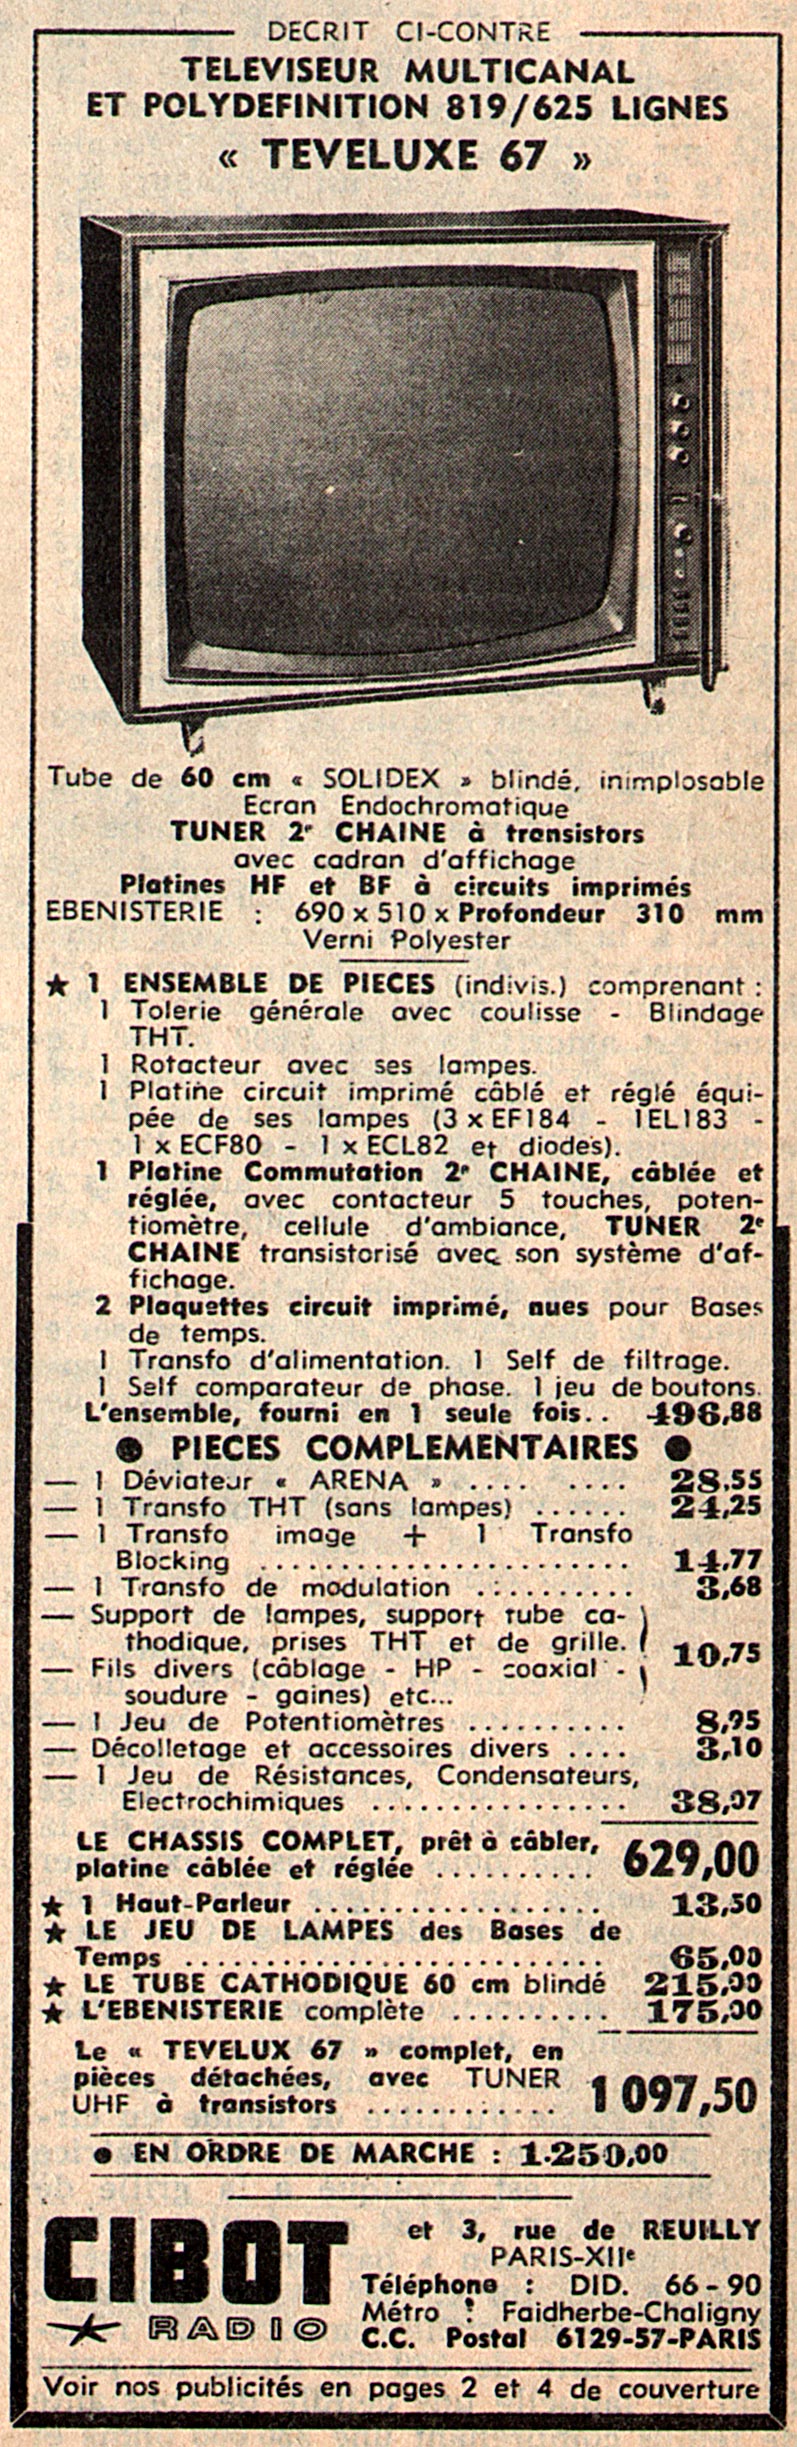 DECRIT CI-CONTRE
TELEVISEUR MULTICANAL
ET POLYDEFINITION 819/625 LIGNES
« TEVELUXE 67 »
Tube de 60 cm « SOLIDEX » blindé, inimplosable
Ecran Endochromatique
TUNER 2e CHAINE à transistors
avec cadran d'affichage
Platines HF et BF à circuits imprimés
EBENISTERIE : 690 x 510 x Profondeur 310 mm
Verni Polyester
★ 1 ENSEMBLE DE PIECES (indivis.) comprenant :
1 Tolerie générale avec coulisse - Blindage
THT.
1 Rotacteur avec ses lampes.
1 Platine circuit imprimé câblé et réglé équi-
pée de ses lampes (3 x EF184 - 1EL183 -
1 x ECF80 - 1 x ECL82 et diodes).
1 Platine Commutation 2e CHAINE, câblée et
réglée, avec contacteur 5 touches, poten-
tiomètre, cellule d'ambiance, TUNER 2e
CHAINE transistorisé avec son système d'af-
fichage.
2 Plaquettes circuit imprimé, nues pour Bases
de temps.
1 Transfo d'alimentation. 1 Self de filtrage.
1 Self comparateur de phase. 1 jeu de boutons.
L'ensemble, fourni en 1 seule fois.. 496,88
● PIECES COMPLEMENTAIRES ●
— 1 Déviateur « ARENA » .... .... 28.55
— 1 Transfo THT (sans lampes) ...... 24,25
— 1 Transfo image + 1 Transfo
Blocking ........................ 14,77
— 1 Transfo de modulation .......... 3,68
— Support de lampes, support tube ca-
thodique, prises THT et de grille. 10,75
— Fils divers (câblage - HP - coaxial -
soudure - gaines) etc...
— 1 Jeu de Potentiomètres .......... 8,95
— Décolletage et accessoires divers .... 3,10
— 1 Jeu de Résistances, Condensateurs,
Electrochimiques ................ 38,07
LE CHASSIS COMPLET, prêt à câbler,
platine câblée et réglée .......... 629,00
★ 1 Haut-Parleur .................. 13,50
★ LE JEU DE LAMPES des Bases de
Temps .......................... 65,00
★ LE TUBE CATHODIQUE 60 cm blindé 215,00
★ L'EBENISTERIE complète .......... 175,00
Le « TEVELUX 67 » complet, en
pièces détachées, avec TUNER
UHF à transistors ............ 1 097,50
● EN ORDRE DE MARCHE : 1.250,00
CIBOT
★ RADIO
et 3, rue de REUILLY
PARIS-XIIe
Téléphone : DID. 66-90
Métro : Faidherbe-Chaligny
C.C. Postal 6129-57-PARIS
Voir nos publicités en pages 2 et 4 de couverture